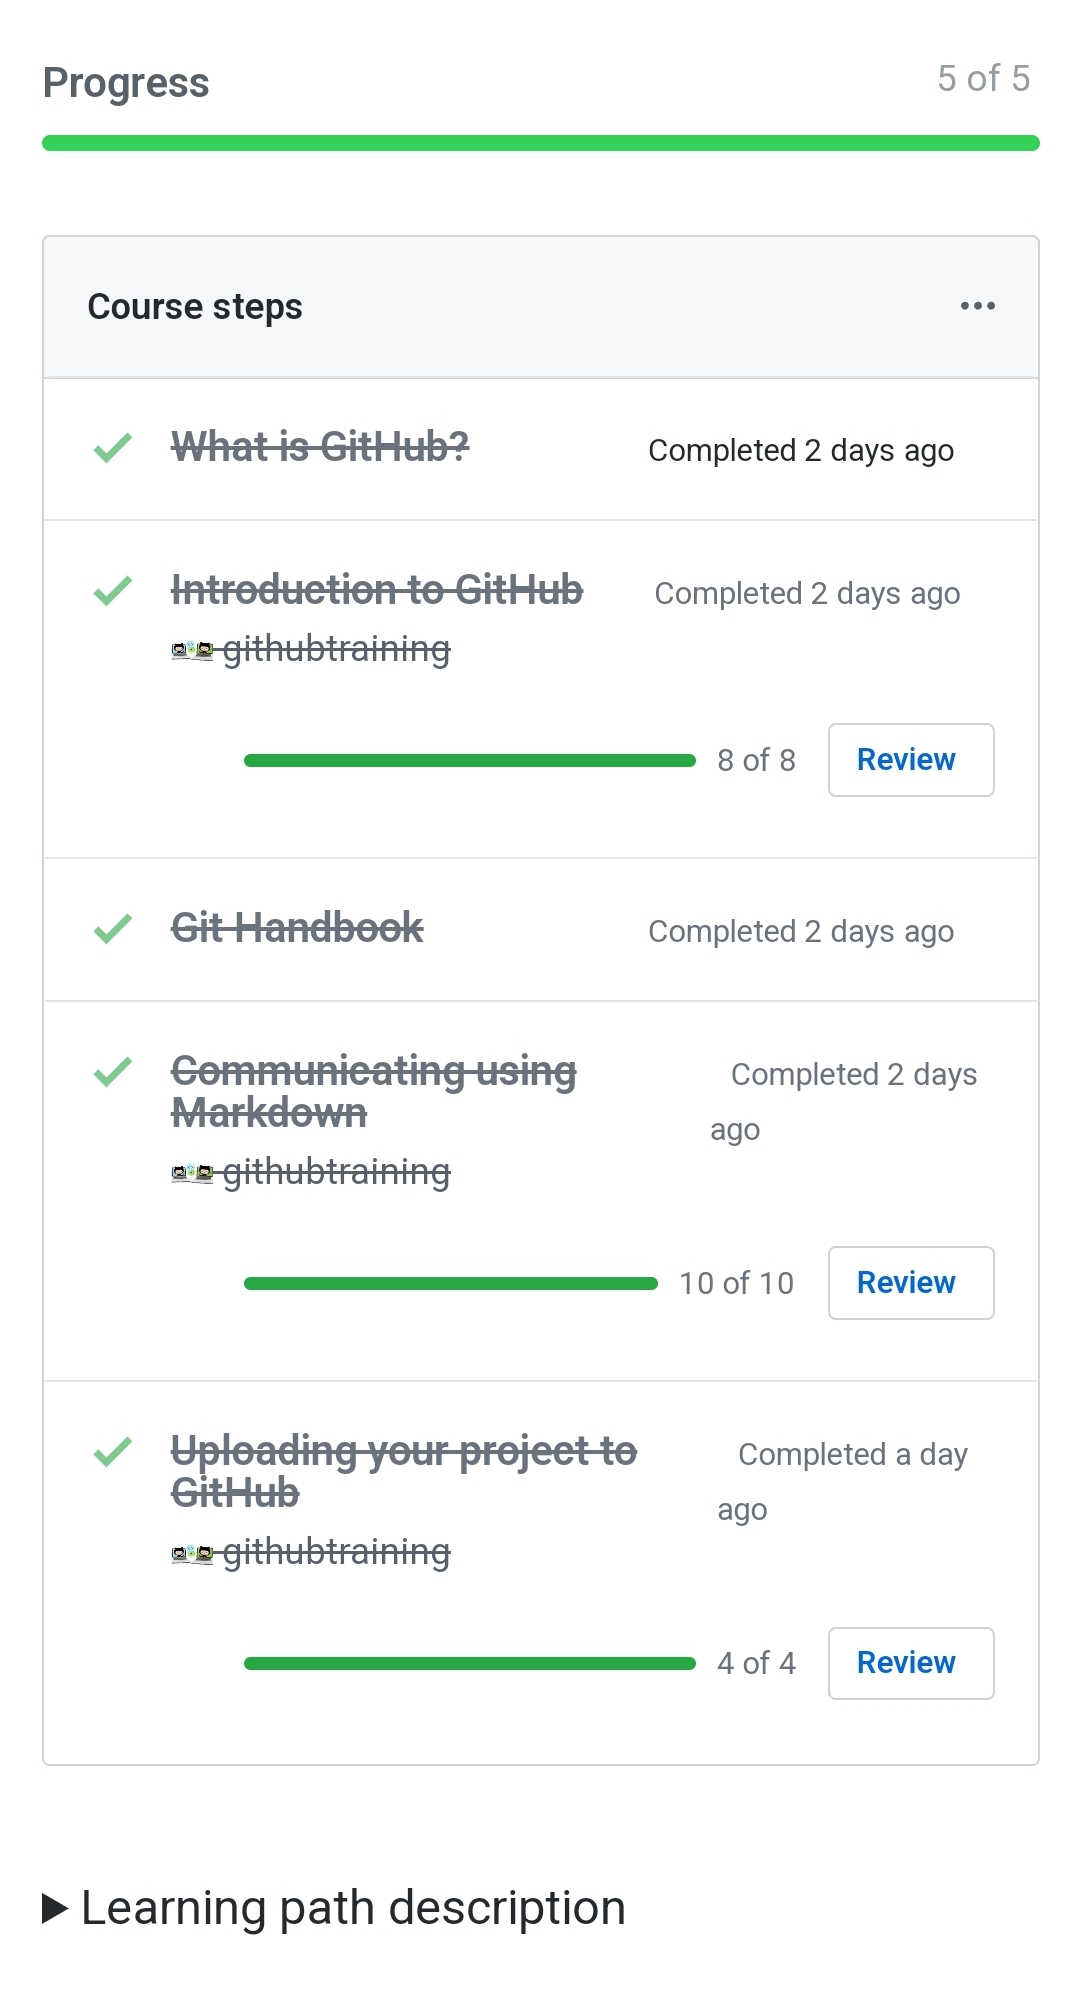 Progress
5 of 5
Course steps
What is GitHub?
Completed 2 days ago
Introduction to GitHub
Completed 2 days ago
githubtraining
8 of 8
Review
Git Handbook
Completed 2 days ago
Communicating using
Markdown
Completed 2 days
ago
githubtraining
10 of 10
Review
Uploading your project to
GitHub
Completed a day
ago
githubtraining
4 of 4
Review
Learning path description